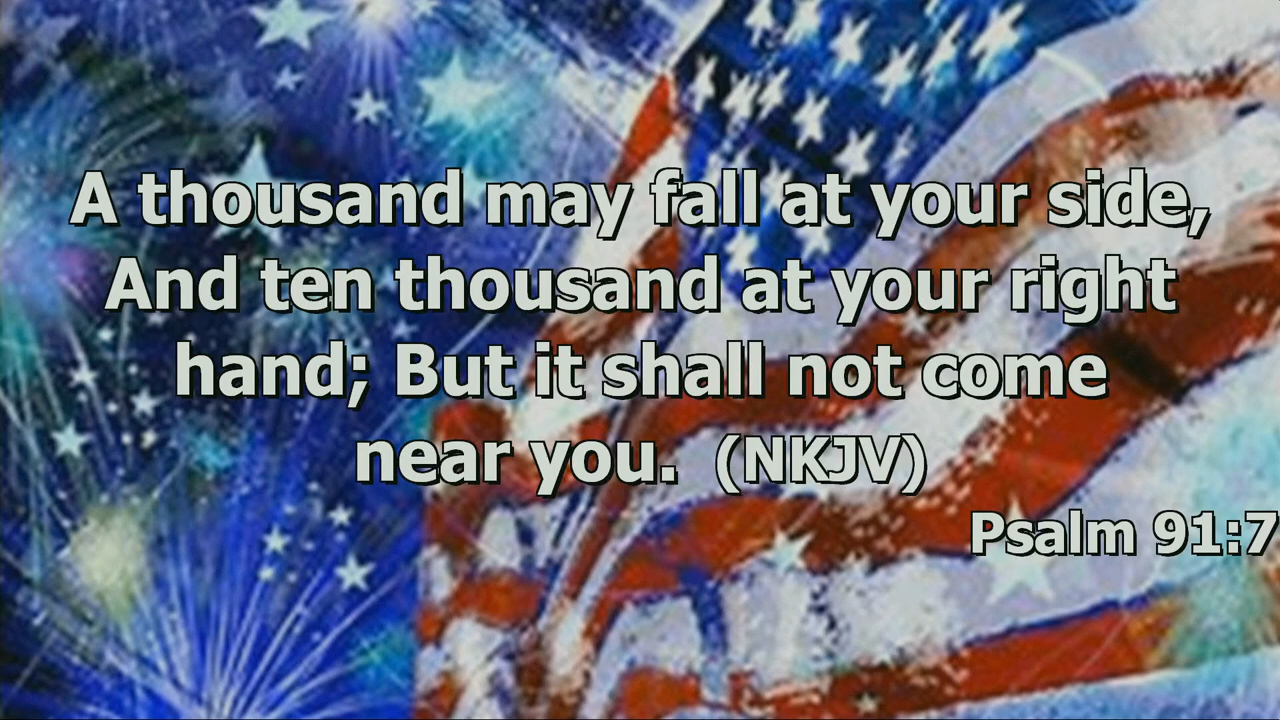 A thousand may fall at your side,
And ten thousand at your right
hand; But it shall not come
near you. (NKJV)
Psalm 91:7